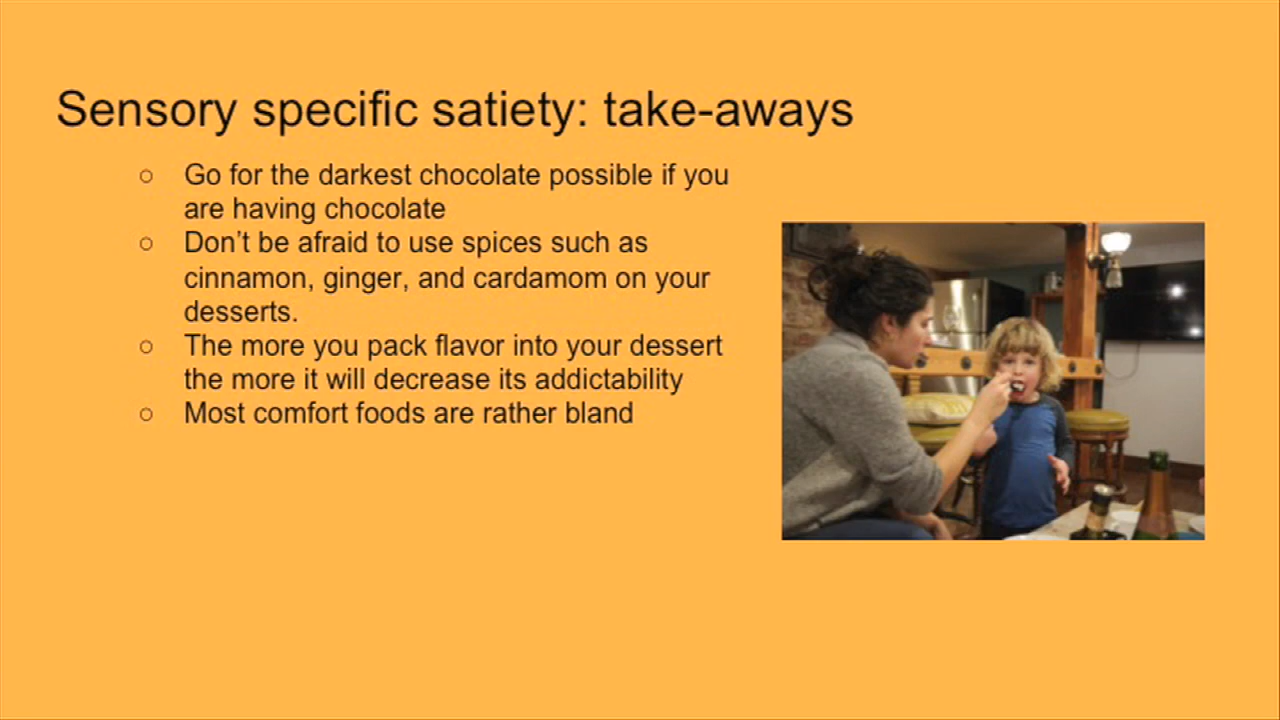 Sensory specific satiety: take-aways
○ Go for the darkest chocolate possible if you
are having chocolate
○ Don't be afraid to use spices such as
cinnamon, ginger, and cardamom on your
desserts.
○ The more you pack flavor into your dessert
the more it will decrease its addictability
○ Most comfort foods are rather bland